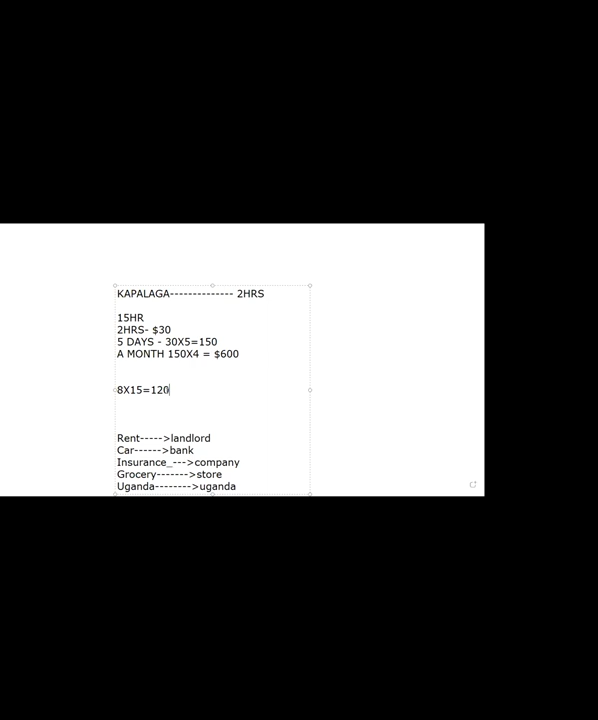 KAPALAGA-------------- 2HRS
15HR
2HRS- $30
5 DAYS - 30X5=150
A MONTH 150X4 = $600
8X15=120
Rent----->landlord
Car------>bank
Insurance_--->company
Grocery------->store
Uganda-------->uganda